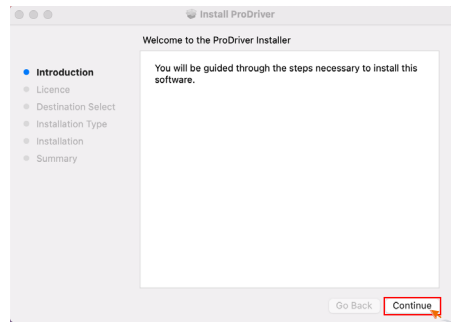 Install ProDriver
Welcome to the ProDriver Installer
Introduction
Licence
Destination Select
Installation Type
Installation
Summary
You will be guided through the steps necessary to install this
software.
Go Back
Continue